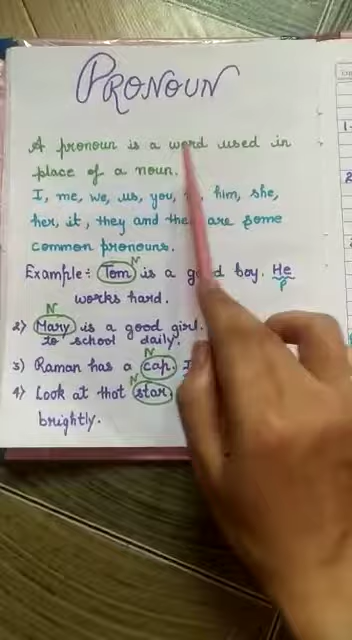 PRONOUN
A pronoun is a word used in
place of a noun.
I, me, we, us, you, him, she,
her, it, they and are some
common pronouns.
N
Example:- Tom is a good boy. He
P
works hard.
N
2) Mary is a good girl.
to school daily.
N
3) Raman has a cap. I
N
4) Look at that star.
brightly.